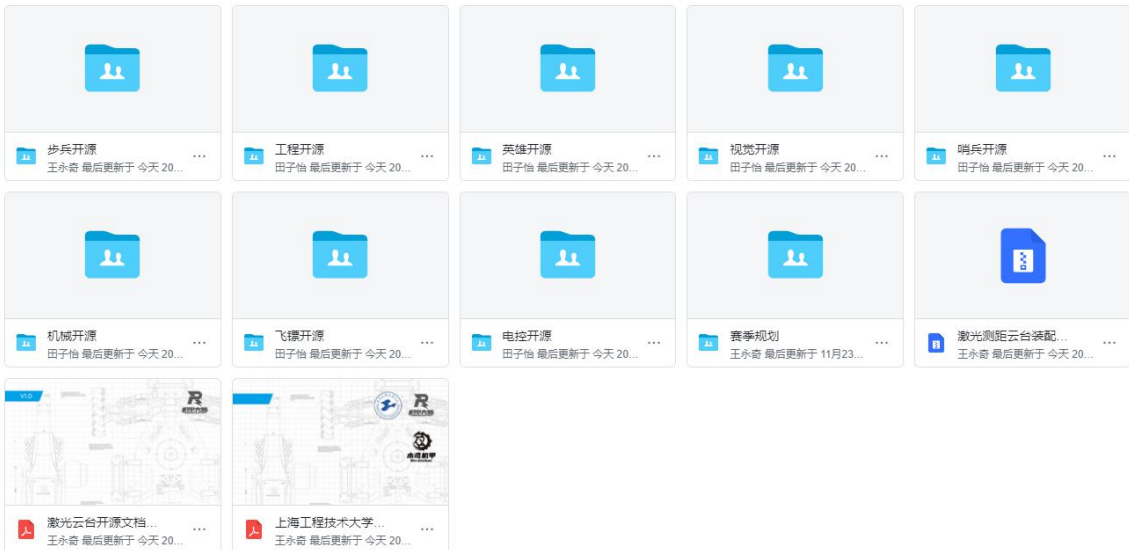 步兵开源
王永奇 最后更新于 今天 20...
工程开源
田子怡 最后更新于 今天 20...
英雄开源
田子怡 最后更新于 今天 20...
视觉开源
田子怡 最后更新于 今天 20...
哨兵开源
田子怡 最后更新于 今天 20...
机械开源
田子怡 最后更新于 今天 20...
飞镖开源
田子怡 最后更新于 今天 20...
电控开源
田子怡 最后更新于 今天 20...
赛季规划
王永奇 最后更新于 11月23...
激光测距云台装配...
王永奇 最后更新于 今天 20...
V1.0
激光云台开源文档...
王永奇 最后更新于 今天 20...
木鸢机甲
上海工程技术大学...
王永奇 最后更新于 今天 20...